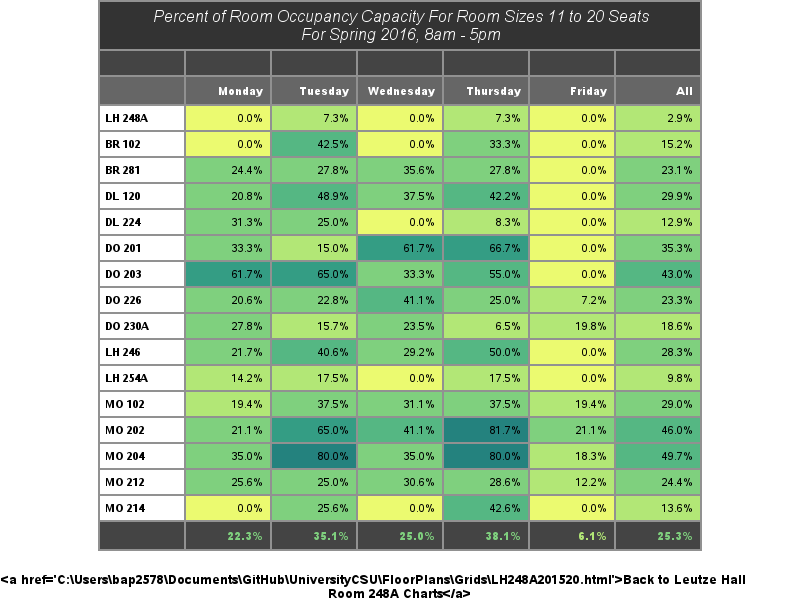 Percent of Room Occupancy Capacity For Room Sizes 11 to 20 Seats
For Spring 2016, 8am - 5pm
Monday Tuesday Wednesday Thursday Friday All
LH 248A 0.0% 7.3% 0.0% 7.3% 0.0% 2.9%
BR 102 0.0% 42.5% 0.0% 33.3% 0.0% 15.2%
BR 281 24.4% 27.8% 35.6% 27.8% 0.0% 23.1%
DL 120 20.8% 48.9% 37.5% 42.2% 0.0% 29.9%
DL 224 31.3% 25.0% 0.0% 8.3% 0.0% 12.9%
DO 201 33.3% 15.0% 61.7% 66.7% 0.0% 35.3%
DO 203 61.7% 65.0% 33.3% 55.0% 0.0% 43.0%
DO 226 20.6% 22.8% 41.1% 25.0% 7.2% 23.3%
DO 230A 27.8% 15.7% 23.5% 6.5% 19.8% 18.6%
LH 246 21.7% 40.6% 29.2% 50.0% 0.0% 28.3%
LH 254A 14.2% 17.5% 0.0% 17.5% 0.0% 9.8%
MO 102 19.4% 37.5% 31.1% 37.5% 19.4% 29.0%
MO 202 21.1% 65.0% 41.1% 81.7% 21.1% 46.0%
MO 204 35.0% 80.0% 35.0% 80.0% 18.3% 49.7%
MO 212 25.6% 25.0% 30.6% 28.6% 12.2% 24.4%
MO 214 0.0% 25.6% 0.0% 42.6% 0.0% 13.6%
22.3% 35.1% 25.0% 38.1% 6.1% 25.3%
<a href='C:\Users\bap2578\Documents\GitHub\UniversityCSU\FloorPlans\Grids\LH248A201520.html'>Back to Leutze Hall
Room 248A Charts</a>